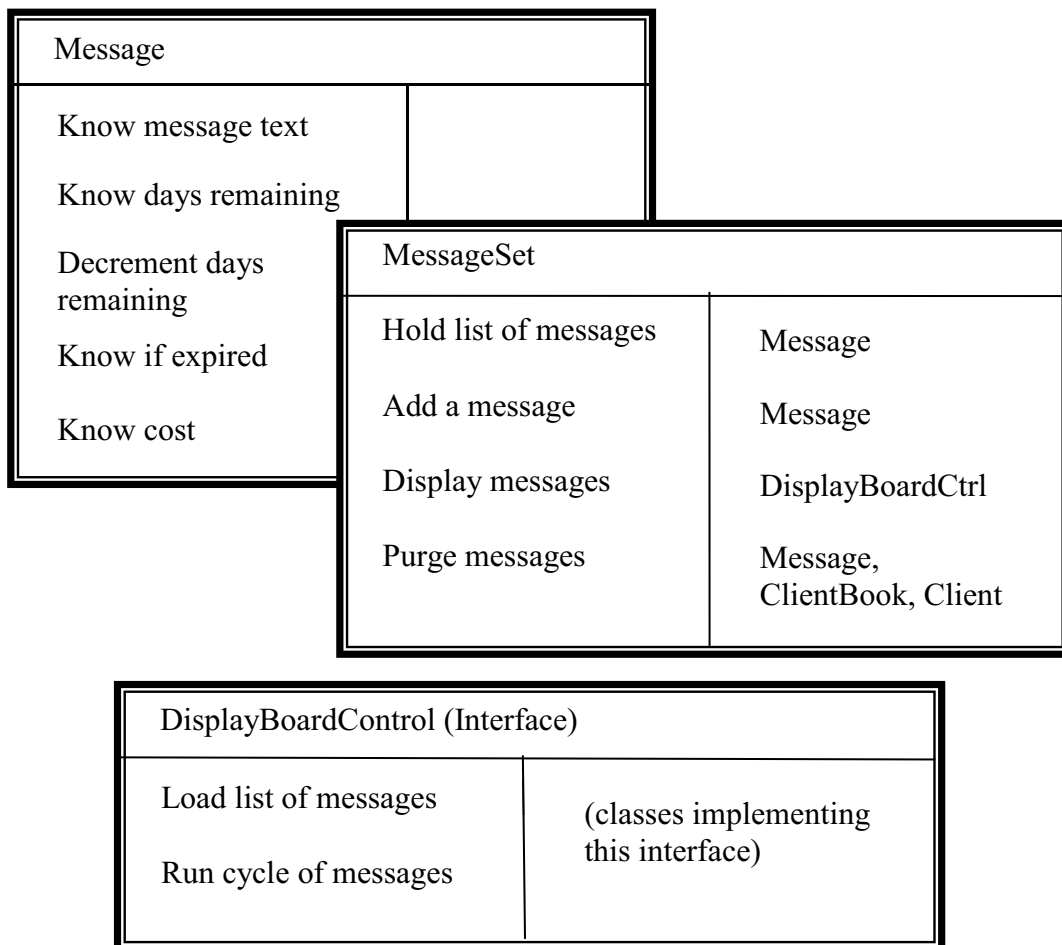 Message
Know message text
Know days remaining
Decrement days
remaining
Know if expired
Know cost
MessageSet
Hold list of messages
Message
Add a message
Message
Display messages
DisplayBoardCtrl
Purge messages
Message,
ClientBook, Client
DisplayBoardControl (Interface)
Load list of messages
(classes implementing
this interface)
Run cycle of messages